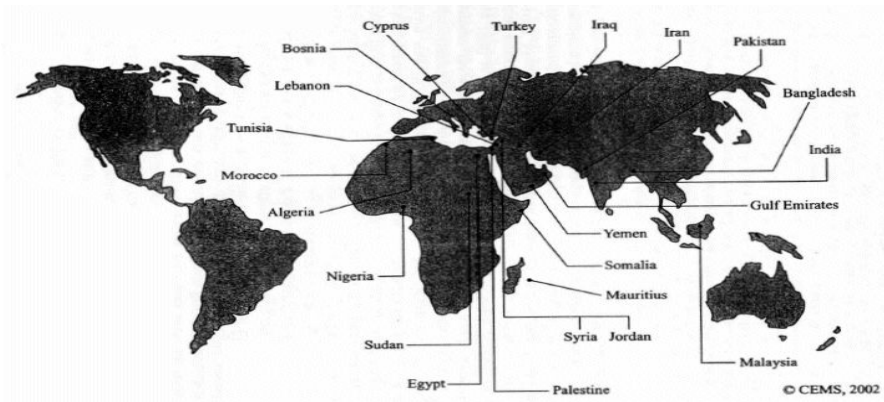 Cyprus
Turkey
Iraq
Iran
Pakistan
Bosnia
Lebanon
Bangladesh
Tunisia
India
Morocco
Algeria
Gulf Emirates
Yemen
Somalia
Nigeria
Mauritius
Syria Jordan
Sudan
Malaysia
Egypt
Palestine
© CEMS, 2002